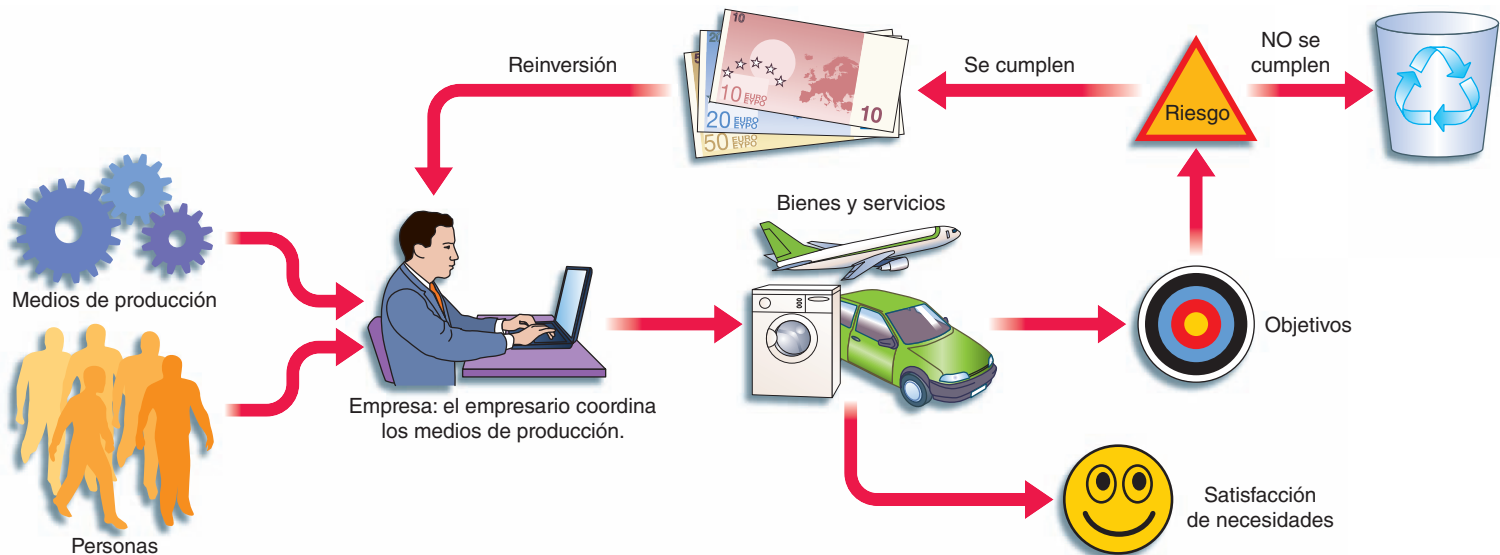 Reinversión
10
10 EURO
EYPO
10
20
20 EURO
EYPO
50 EURO
EYPO
Se cumplen
Riesgo
NO se
cumplen
Medios de producción
Bienes y servicios
Objetivos
Empresa: el empresario coordina
los medios de producción.
Personas
Satisfacción
de necesidades